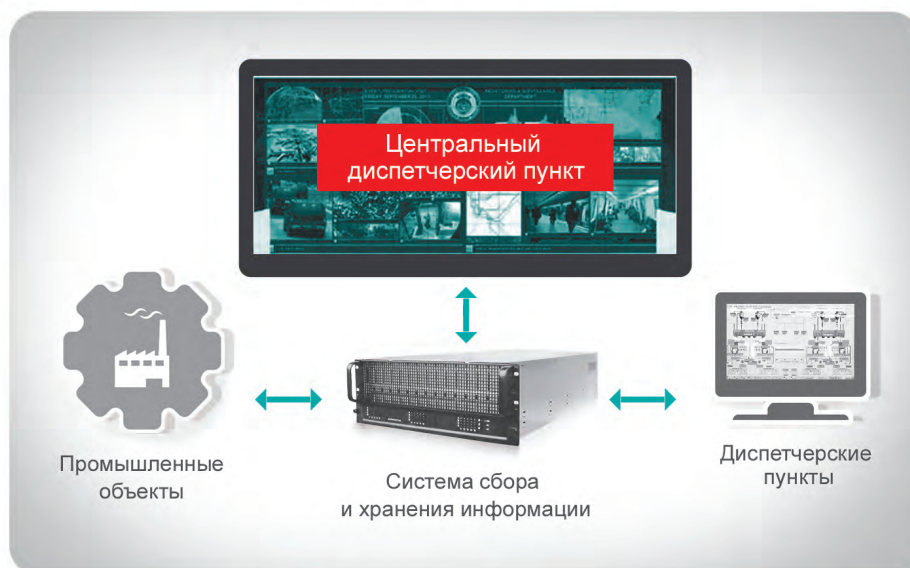 Центральный
диспетчерский пункт
Промышленные
объекты
Система сбора
и хранения информации
Диспетчерские
пункты